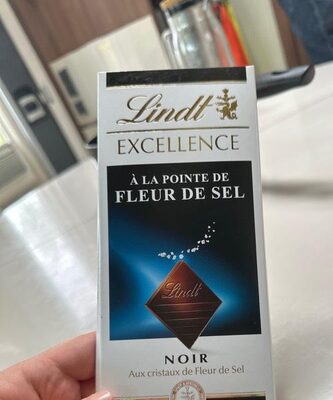 Lindt
EXCELLENCE
À LA POINTE DE
FLEUR DE SEL
Lindt
NOIR
Aux cristaux de Fleur de Sel